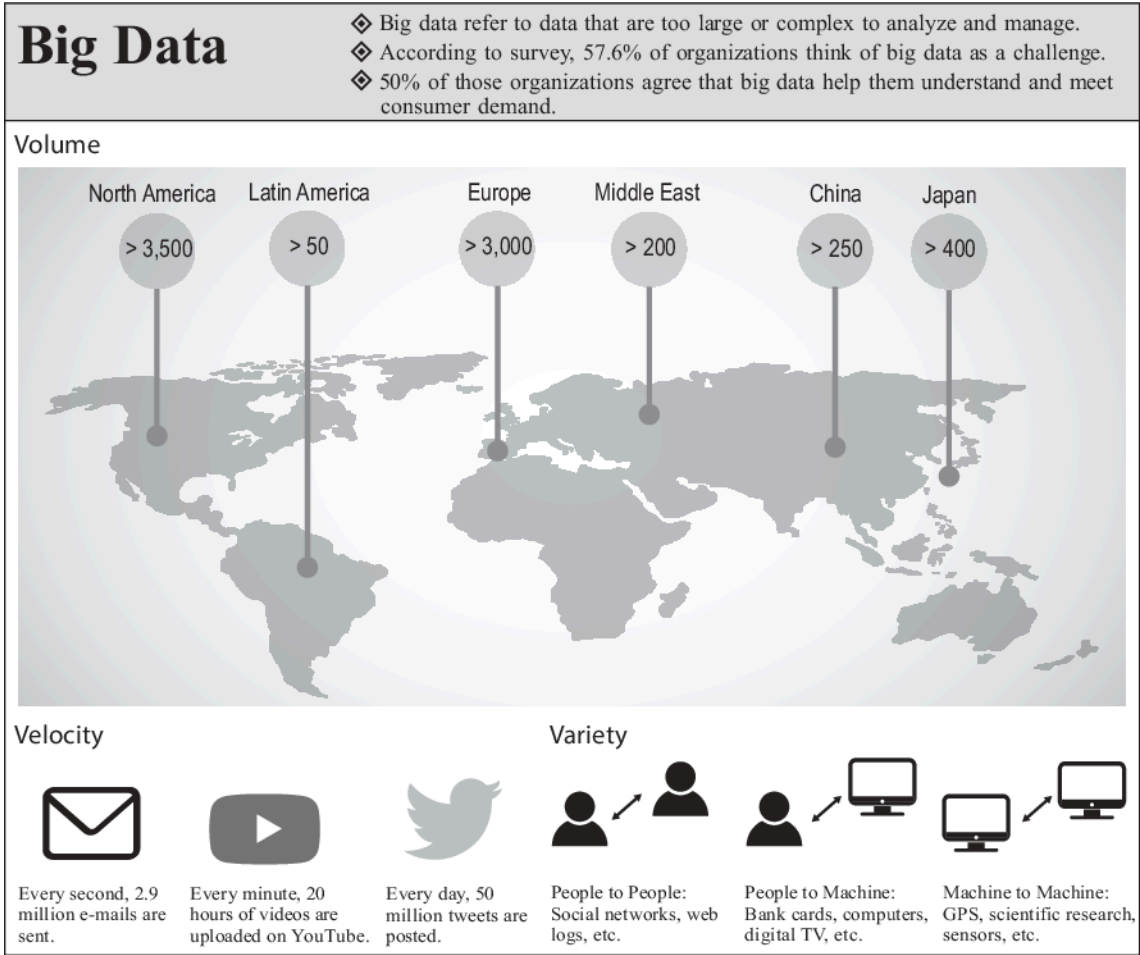 Big Data
Big data refer to data that are too large or complex to analyze and manage.
According to survey, 57.6% of organizations think of big data as a challenge.
50% of those organizations agree that big data help them understand and meet
consumer demand.
Volume
North America
Latin America
Europe
Middle East
China
Japan
> 3,500
> 50
> 3,000
> 200
> 250
> 400
Velocity
Every second, 2.9
million e-mails are
sent.
Every minute, 20
hours of videos are
uploaded on YouTube.
Every day, 50
million tweets are
posted.
Variety
People to People:
Social networks, web
logs, etc.
People to Machine:
Bank cards, computers,
digital TV, etc.
Machine to Machine:
GPS, scientific research,
sensors, etc.